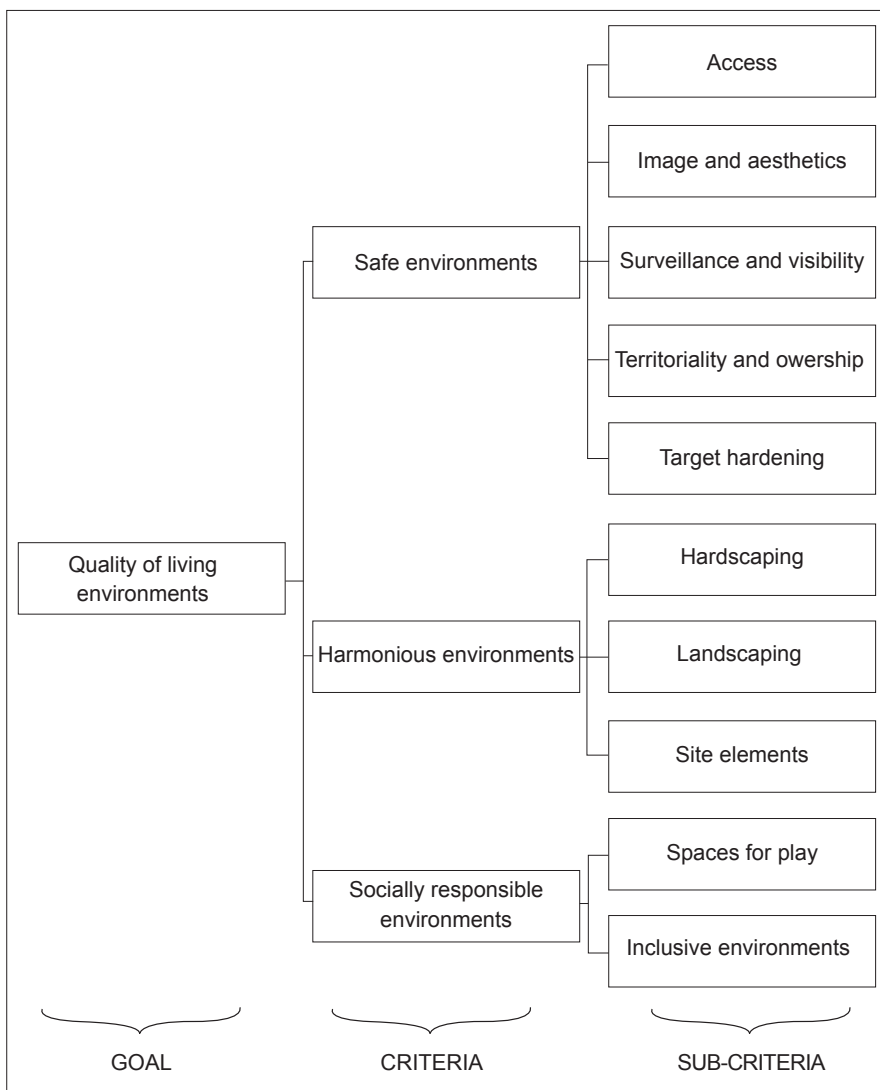 Access
Image and aesthetics
Safe environments
Surveillance and visibility
Territoriality and owership
Target hardening
Quality of living
environments
Hardscaping
Harmonious environments
Landscaping
Site elements
Socially responsible
environments
Spaces for play
Inclusive environments
GOAL
CRITERIA
SUB-CRITERIA